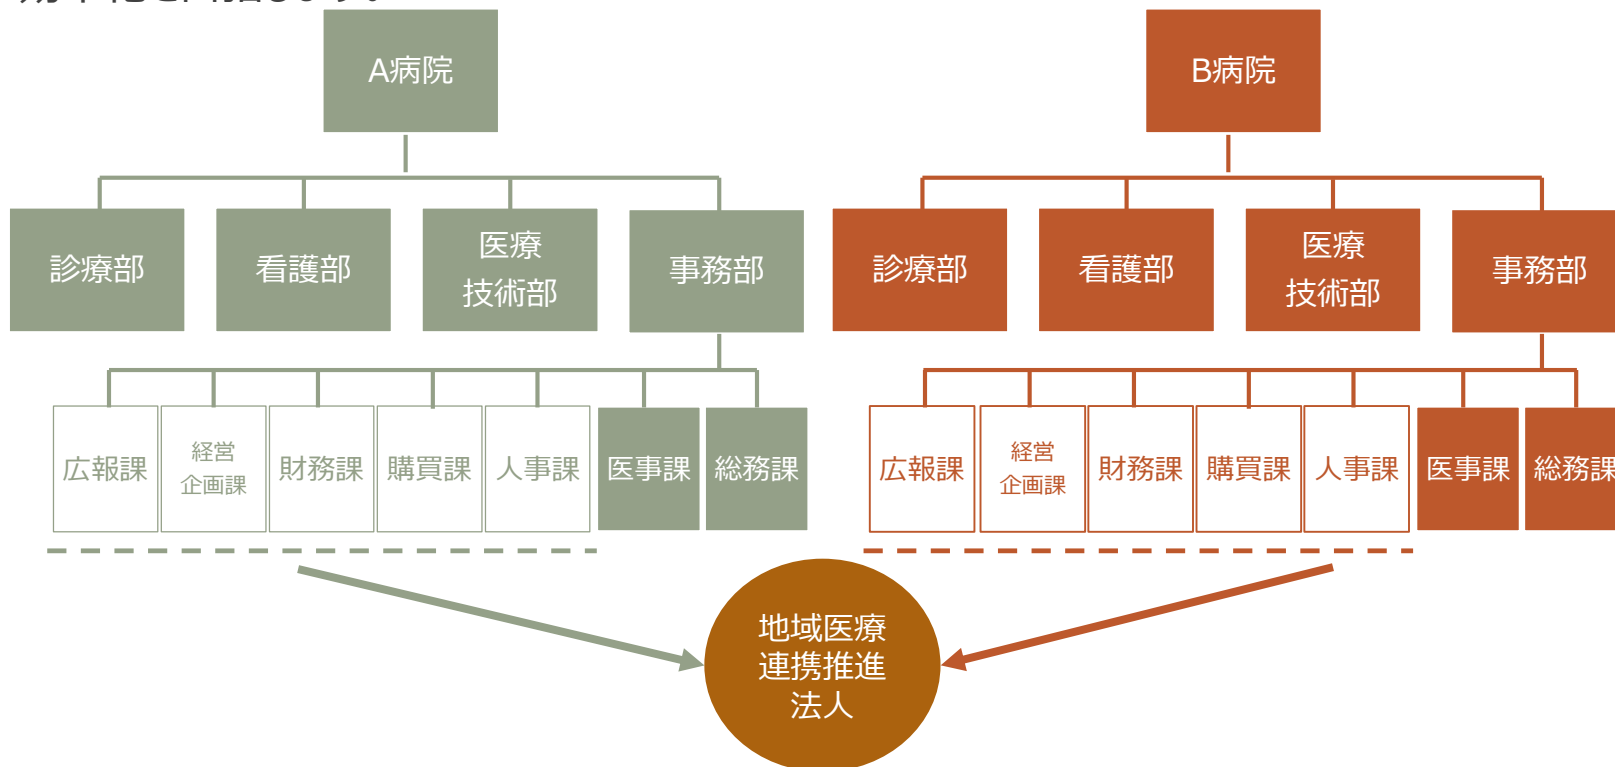 A病院
B病院
診療部
看護部
医療
技術部
事務部
診療部
看護部
医療
技術部
事務部
広報課
経営
企画課
財務課
購買課
人事課
医事課
総務課
広報課
経営
企画課
財務課
購買課
人事課
医事課
総務課
地域医療
連携推進
法人